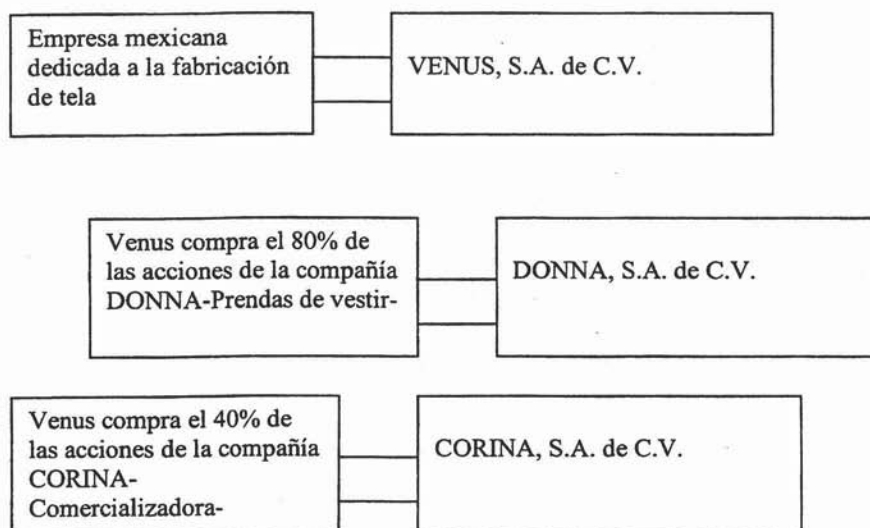 Empresa mexicana
dedicada a la fabricación
de tela
VENUS, S.A. de C.V.
Venus compra el 80% de
las acciones de la compañía
DONNA-Prendas de vestir-
DONNA, S.A. de C.V.
Venus compra el 40% de
las acciones de la compañía
CORINA-
Comercializadora-
CORINA, S.A. de C.V.